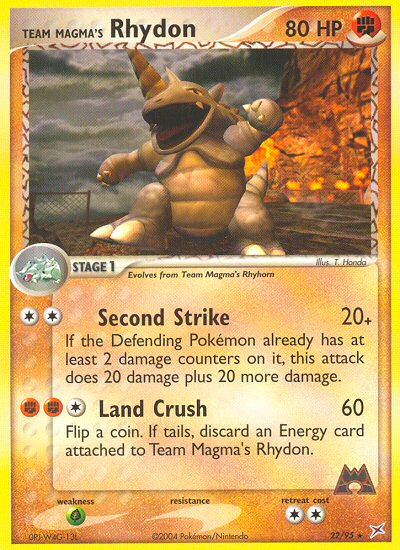 TEAM MAGMA'S Rhydon 80 HP
Illus. T. Honda
STAGE 1
Evolves from Team Magma's Rhyhorn
Second Strike 20+
If the Defending Pokémon already has
at least 2 damage counters on it, this attack
does 20 damage plus 20 more damage.
Land Crush 60
Flip a coin. If tails, discard an Energy card
attached to Team Magma's Rhydon.
weakness resistance retreat cost
©2004 Pokémon/Nintendo 22/95 ★